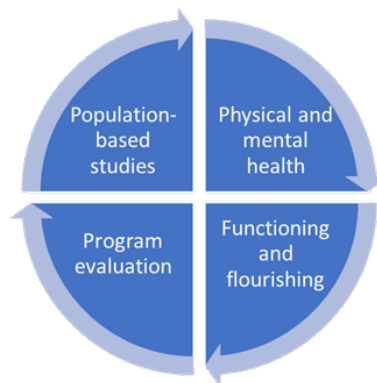 Population-
based
studies
Physical and
mental
health
Program
evaluation
Functioning
and
flourishing